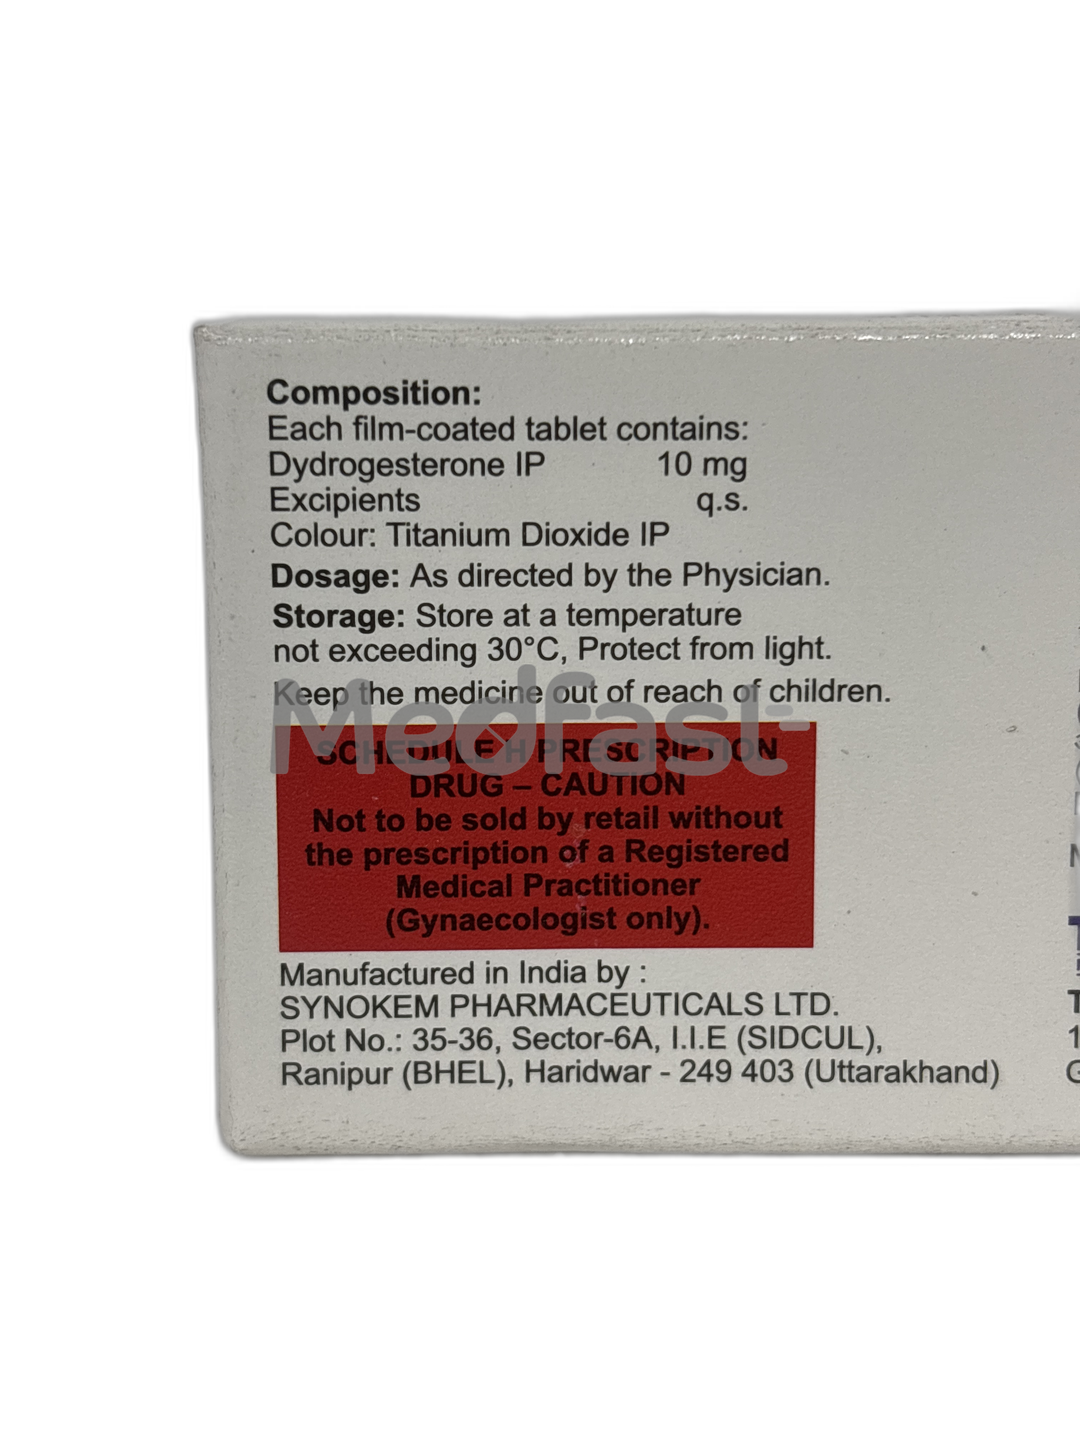 Composition:
Each film-coated tablet contains:
Dydrogesterone IP 10 mg
Excipients q.s.
Colour: Titanium Dioxide IP
Dosage: As directed by the Physician.
Storage: Store at a temperature
not exceeding 30°C, Protect from light.
Keep the medicine out of reach of children.
Medfast
SCHEDULE H PRESCRIPTION
DRUG – CAUTION
Not to be sold by retail without
the prescription of a Registered
Medical Practitioner
(Gynaecologist only).
Manufactured in India by :
SYNOKEM PHARMACEUTICALS LTD.
Plot No.: 35-36, Sector-6A, I.I.E (SIDCUL),
Ranipur (BHEL), Haridwar - 249 403 (Uttarakhand)